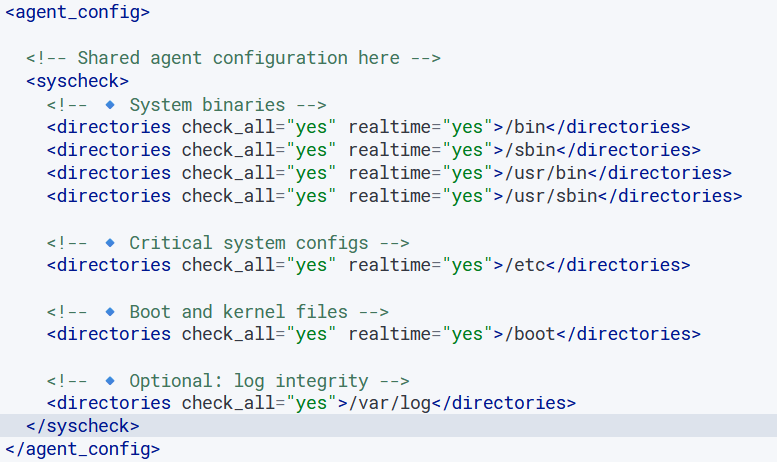 <agent_config>
<!-- Shared agent configuration here -->
<syscheck>
<!-- 🔹 System binaries -->
<directories check_all="yes" realtime="yes">/bin</directories>
<directories check_all="yes" realtime="yes">/sbin</directories>
<directories check_all="yes" realtime="yes">/usr/bin</directories>
<directories check_all="yes" realtime="yes">/usr/sbin</directories>
<!-- 🔹 Critical system configs -->
<directories check_all="yes" realtime="yes">/etc</directories>
<!-- 🔹 Boot and kernel files -->
<directories check_all="yes" realtime="yes">/boot</directories>
<!-- 🔹 Optional: log integrity -->
<directories check_all="yes">/var/log</directories>
</syscheck>
</agent_config>